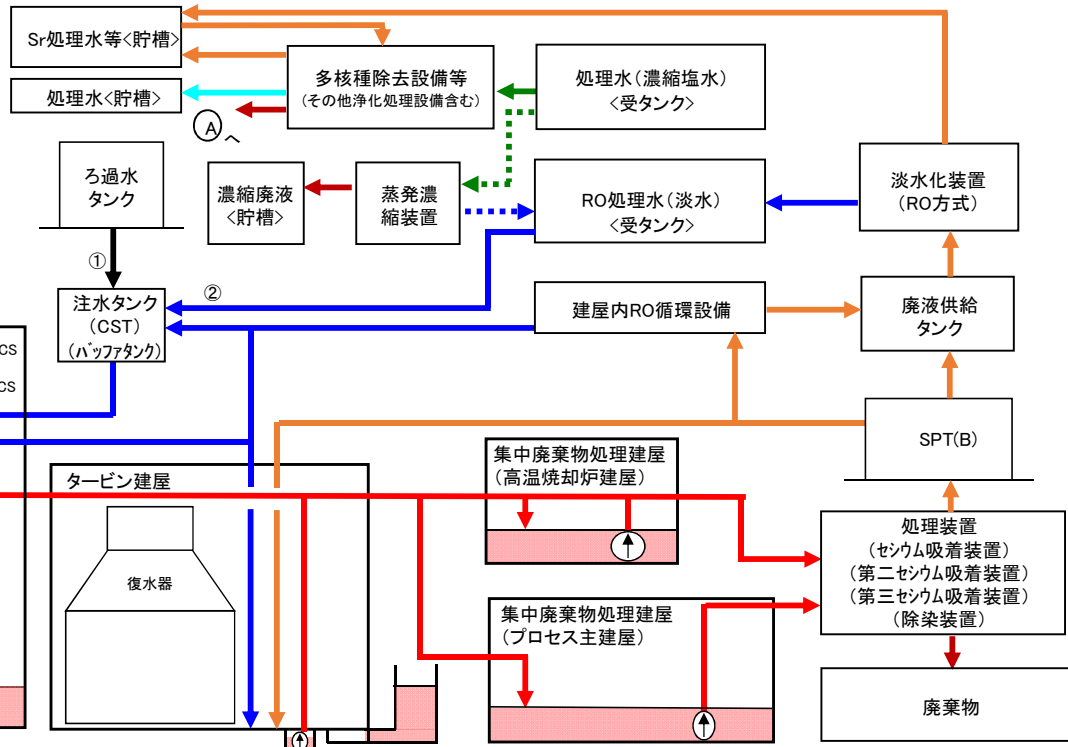 Sr処理水等<貯槽>
処理水<貯槽>
多核種除去設備等
(その他浄化処理設備含む)
処理水(濃縮塩水)
<受タンク>
Aへ
ろ過水
タンク
濃縮廃液
<貯槽>
蒸発濃
縮装置
RO処理水(淡水)
<受タンク>
淡水化装置
(RO方式)
①
②
注水タンク
(CST)
(バッファタンク)
建屋内RO循環設備
廃液供給
タンク
CS
CS
SPT(B)
タービン建屋
復水器
集中廃棄物処理建屋
(高温焼却炉建屋)
処理装置
(セシウム吸着装置)
(第二セシウム吸着装置)
(第三セシウム吸着装置)
(除染装置)
集中廃棄物処理建屋
(プロセス主建屋)
廃棄物